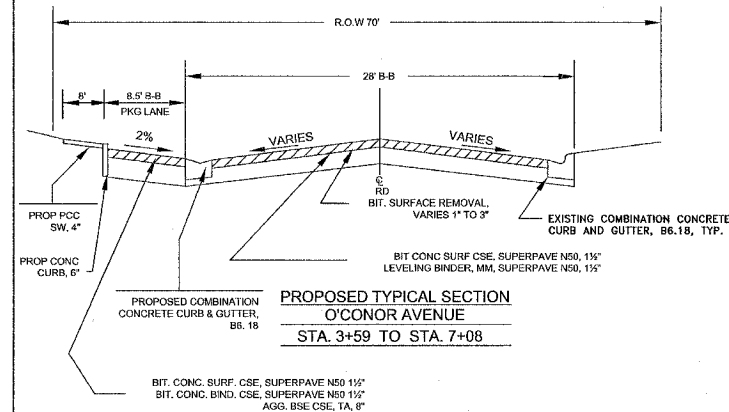 R.O.W 70'
28' B-B
8'
8.5' B-B
PKG LANE
2%
VARIES
VARIES
℄
RD
BIT. SURFACE REMOVAL,
VARIES 1" TO 3"
PROP PCC
SW, 4"
EXISTING COMBINATION CONCRETE
CURB AND GUTTER, B6.18, TYP.
PROP CONC
CURB, 6"
BIT CONC SURF CSE, SUPERPAVE N50, 1½"
LEVELING BINDER, MM, SUPERPAVE N50, 1½"
PROPOSED COMBINATION
CONCRETE CURB & GUTTER,
B6. 18
PROPOSED TYPICAL SECTION
O'CONOR AVENUE
STA. 3+59 TO STA. 7+08
BIT. CONC. SURF. CSE, SUPERPAVE N50 1½"
BIT. CONC. BIND. CSE, SUPERPAVE N50 1½"
AGG. BSE CSE, TA, 8"